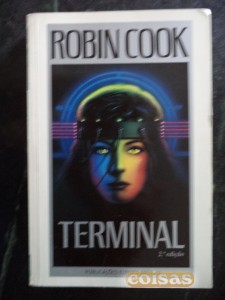 ROBIN COOK
TERMINAL
2.ª edição
coisas